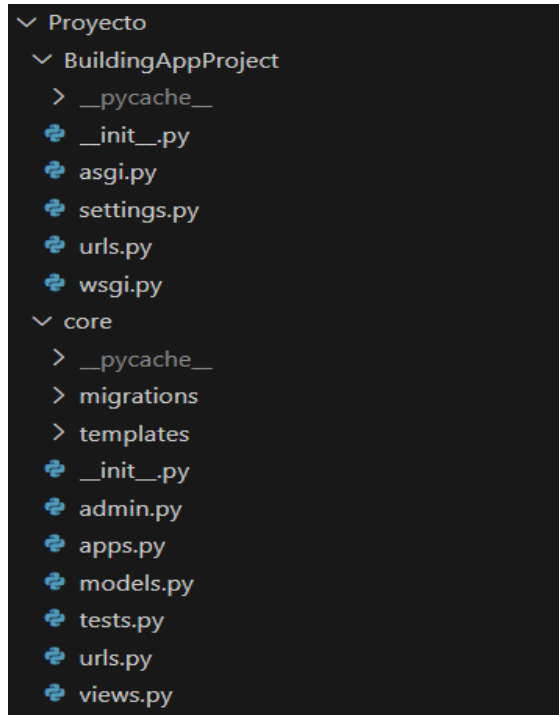 Proyecto
BuildingAppProject
__pycache__
__init__.py
asgi.py
settings.py
urls.py
wsgi.py
core
__pycache__
migrations
templates
__init__.py
admin.py
apps.py
models.py
tests.py
urls.py
views.py